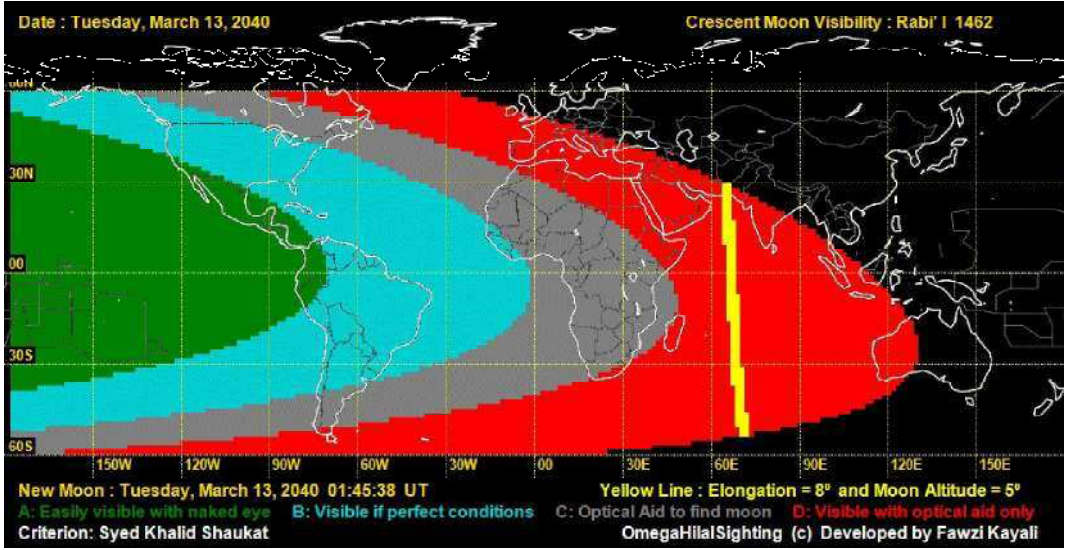 Date : Tuesday, March 13, 2040 Crescent Moon Visibility : Rabi' I 1462
60N
30N
00
30S
60S
150W 120W 90W 60W 30W 00 30E 60E 90E 120E 150E
New Moon : Tuesday, March 13, 2040 01:45:38 UT Yellow Line : Elongation = 8º and Moon Altitude = 5º
A: Easily visible with naked eye B: Visible if perfect conditions C: Optical Aid to find moon D: Visible with optical aid only
Criterion: Syed Khalid Shaukat OmegaHilalSighting (c) Developed by Fawzi Kayali